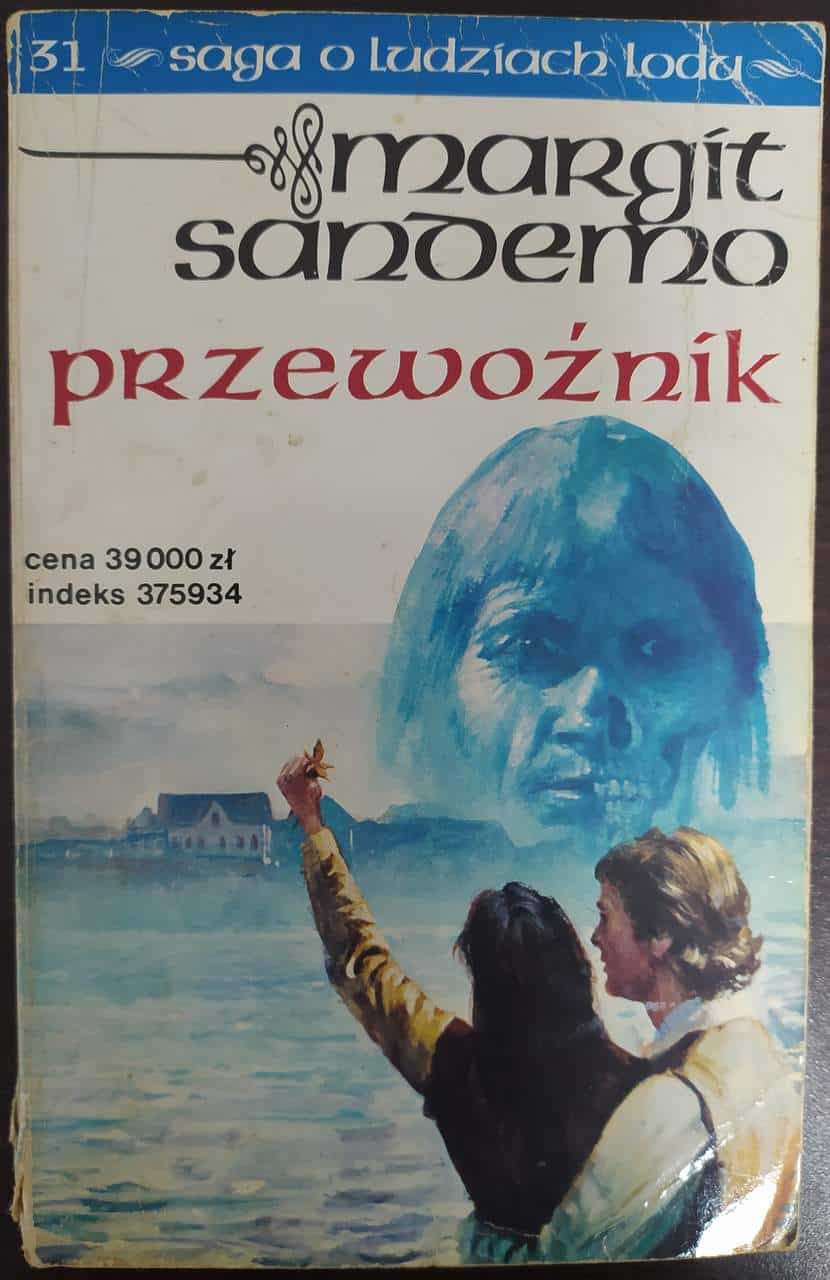 31 saga o ludziach lodu
margit
sandemo
przewoźnik
cena 39 000 zł
indeks 375934